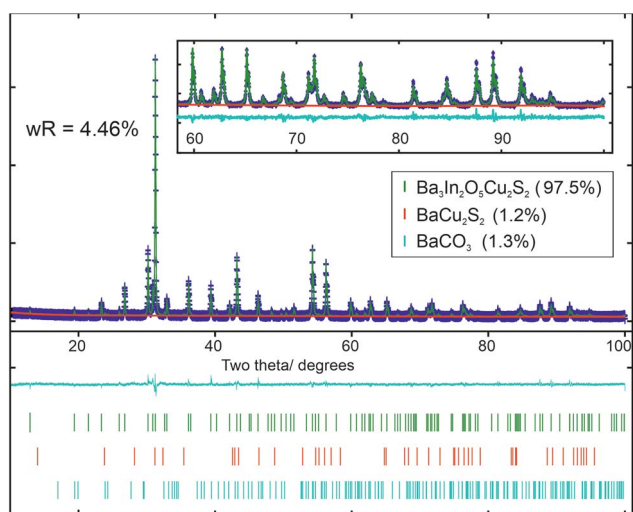 60 70 80 90
wR = 4.46%
Ba₃In₂O₅Cu₂S₂ (97.5%)
BaCu₂S₂ (1.2%)
BaCO₃ (1.3%)
20 40 60 80 100
Two theta/ degrees